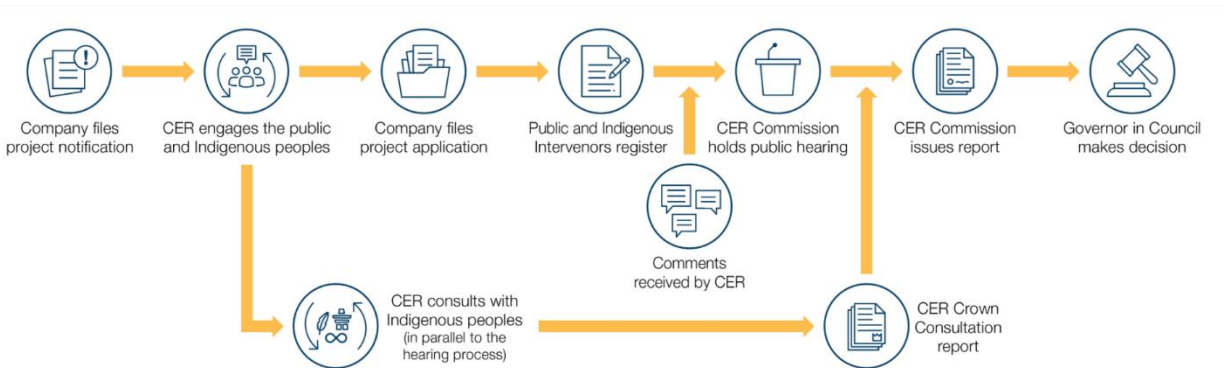 Company files
project notification
CER engages the public
and Indigenous peoples
Company files
project application
Public and Indigenous
Intervenors register
CER Commission
holds public hearing
CER Commission
issues report
Governor in Council
makes decision
Comments
received by CER
CER consults with
Indigenous peoples
(in parallel to the
hearing process)
CER Crown
Consultation
report